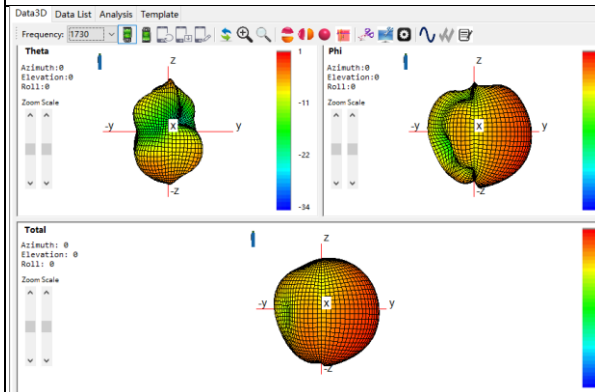 Data3D Data List Analysis Template
Frequency: 1730
Theta
Azimuth:0
Elevation:0
Roll:0
Zoom Scale
Z
-y
X
y
-Z
1
-11
-22
-34
Phi
Azimuth:0
Elevation:0
Roll:0
Zoom Scale
Z
-y
X
y
-Z
Total
Azimuth: 0
Elevation: 0
Roll: 0
Zoom Scale
Z
-y
X
y
-Z